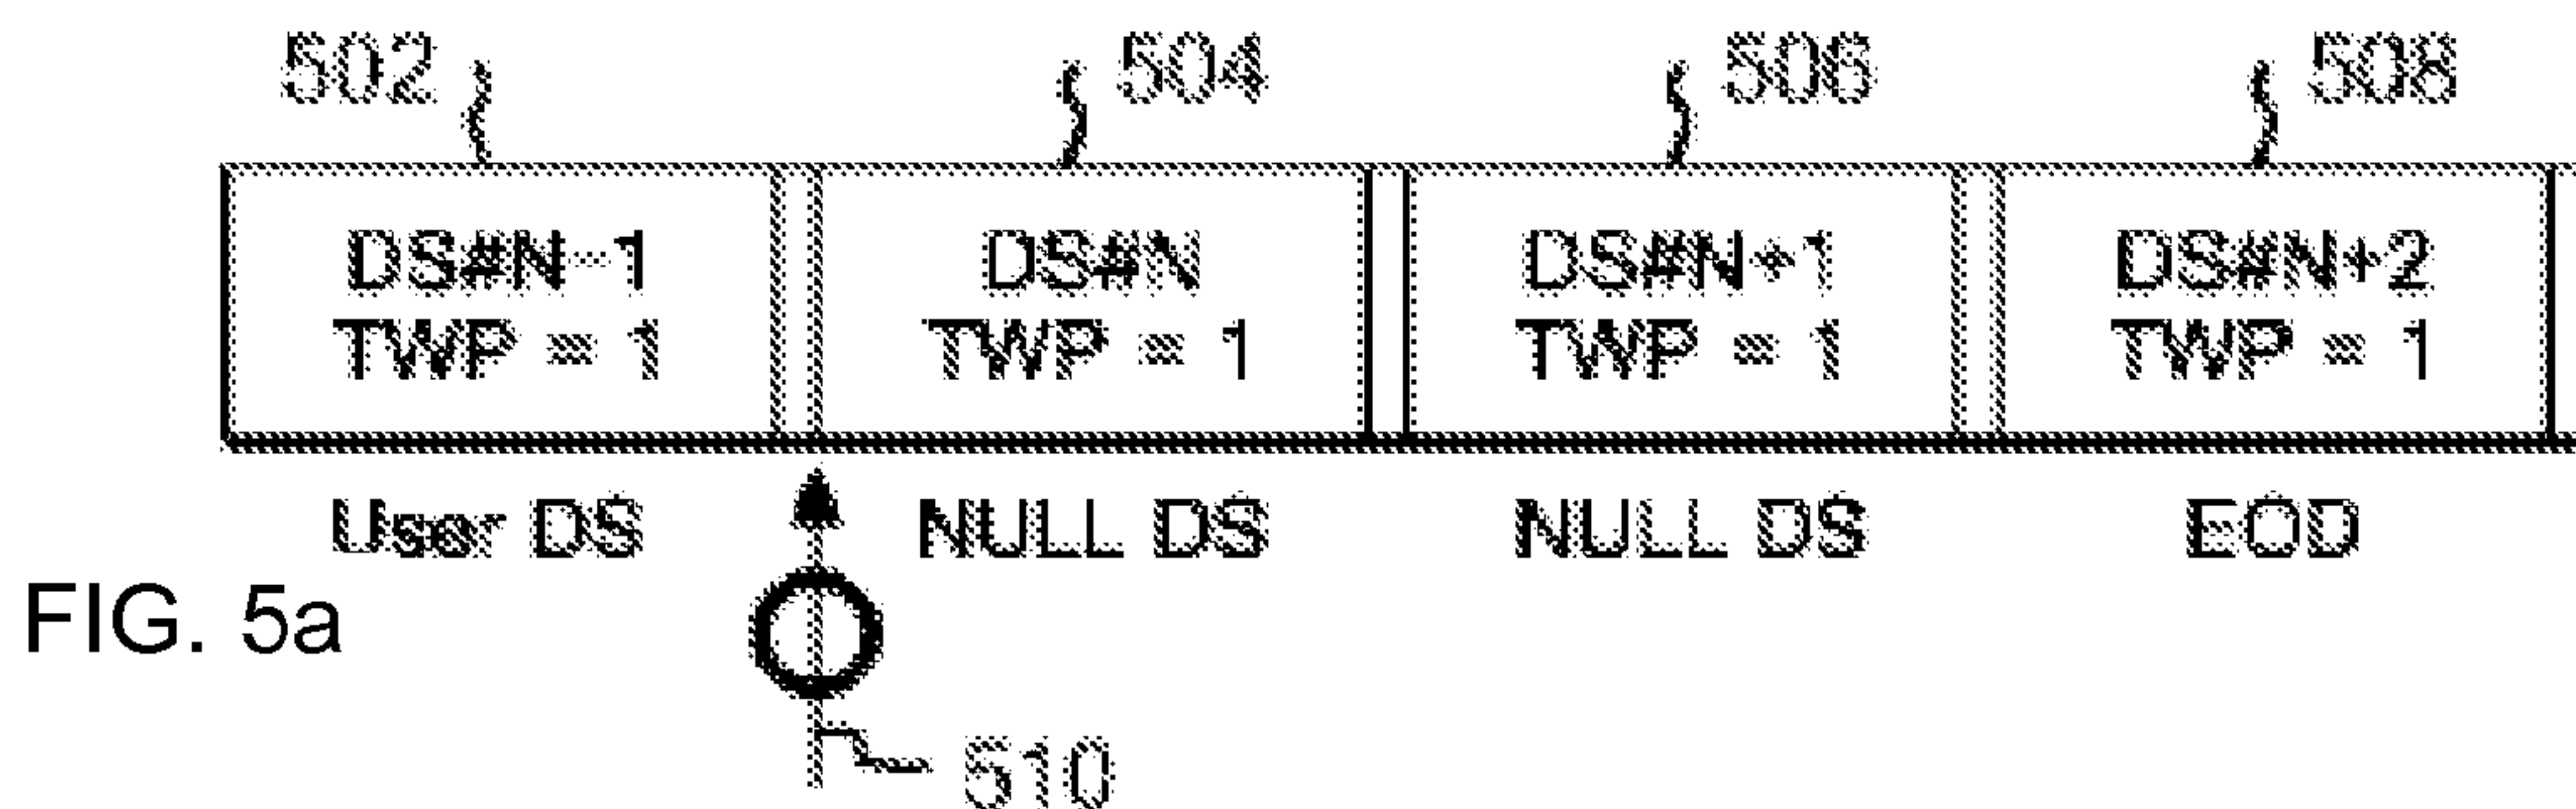 502 504 506 508
DS#N-1 DS#N DS#N+1 DS#N+2
TWP = 1 TWP = 1 TWP = 1 TWP = 1
User DS NULL DS NULL DS EOD
FIG. 5a
510